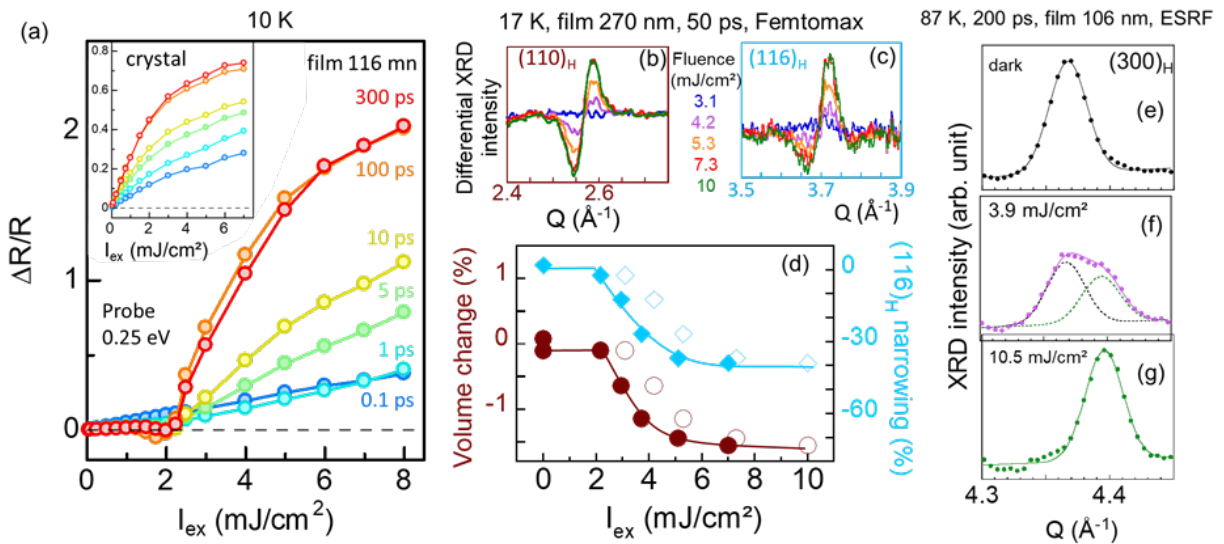 10 K
17 K, film 270 nm, 50 ps, Femtomax
87 K, 200 ps, film 106 nm, ESRF
(a)
crystal
0.8
0.6
0.4
0.2
0
0 2 4 6
I_ex (mJ/cm²)
film 116 mn
300 ps
100 ps
10 ps
5 ps
1 ps
0.1 ps
Probe
0.25 eV
ΔR/R
2
1
0
0 2 4 6 8
I_ex (mJ/cm²)
(110)_H
(b)
Differential XRD
intensity
2.4 2.6
Q (Å⁻¹)
Fluence
(mJ/cm²)
3.1
4.2
5.3
7.3
10
(116)_H
(c)
3.5 3.7 3.9
Q (Å⁻¹)
(d)
Volume change (%)
1
0
-1
0
-30
-60
(116)_H narrowing (%)
0 2 4 6 8 10
I_ex (mJ/cm²)
XRD intensity (arb. unit)
dark
(300)_H
(e)
3.9 mJ/cm²
(f)
10.5 mJ/cm²
(g)
4.3 4.4
Q (Å⁻¹)